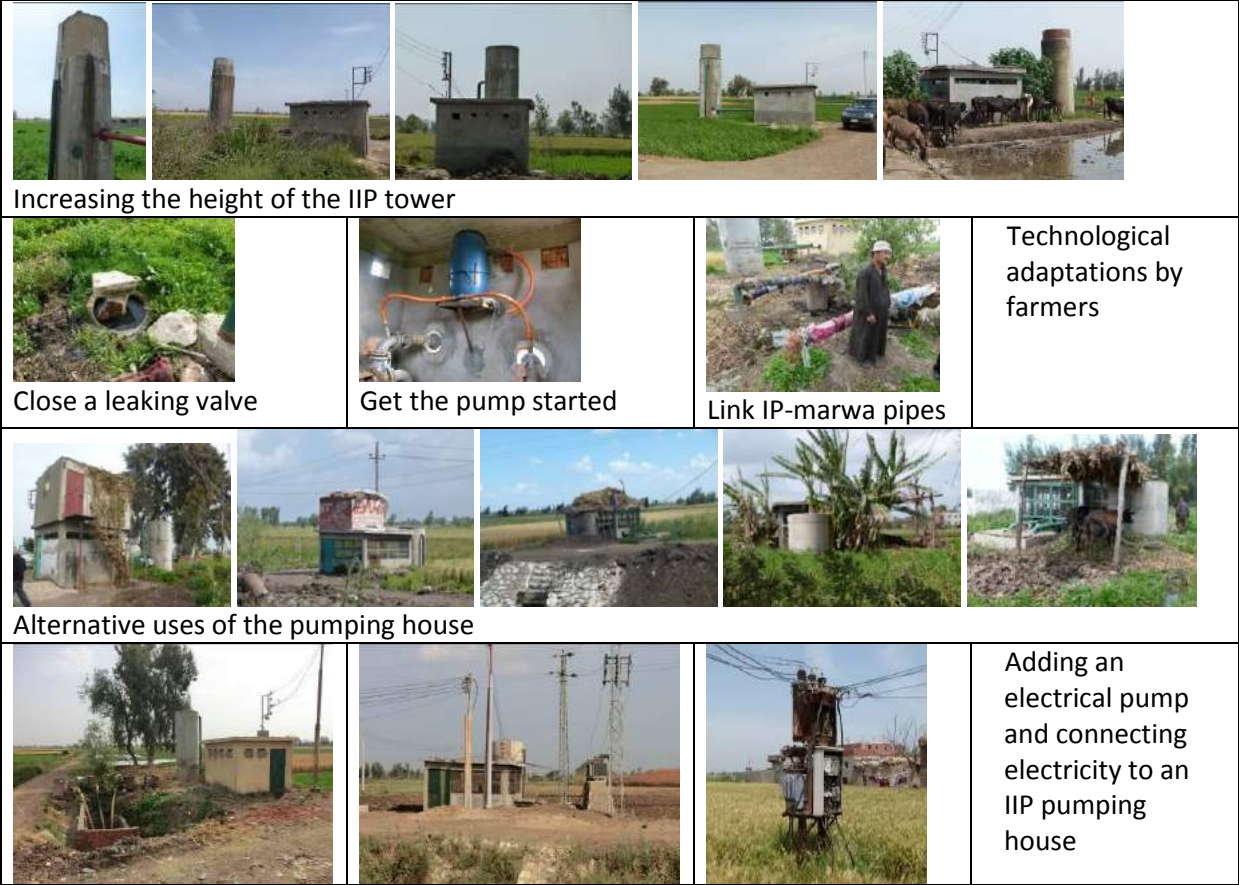 Increasing the height of the IIP tower
Close a leaking valve
Get the pump started
Link IP-marwa pipes
Technological
adaptations by
farmers
Alternative uses of the pumping house
Adding an
electrical pump
and connecting
electricity to an
IIP pumping
house